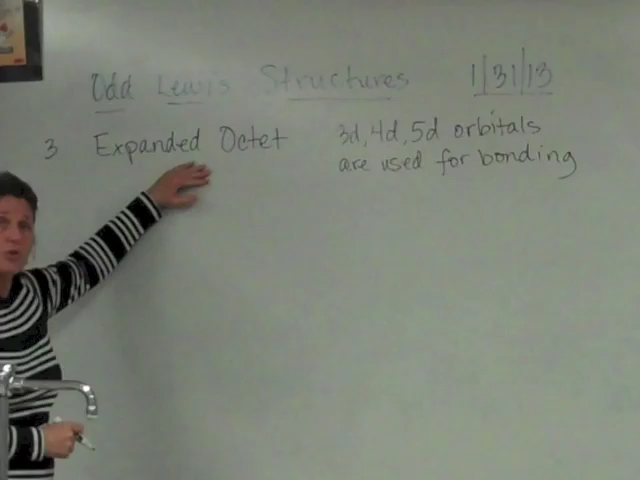 Odd Lewis Structures 1|31|13
3 Expanded Octet 3d, 4d, 5d orbitals
are used for bonding